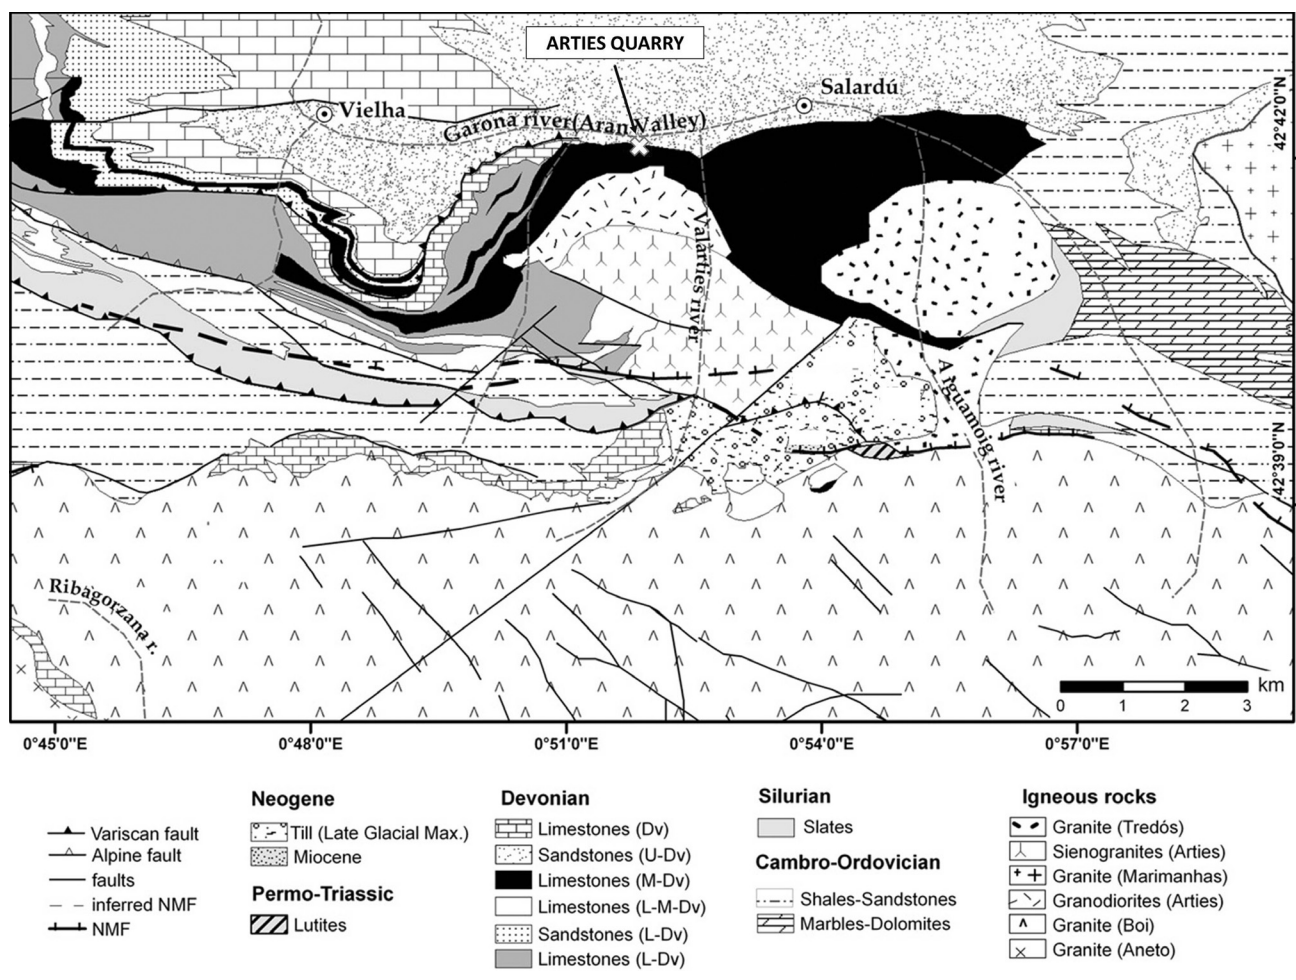 ARTIES QUARRY
Salardú
Vielha
Garona river(Aran Valley)
42°42'0"N
Valarties river
Aiguamoig river
42°39'0"N
Ribagorzana r.
km
0 1 2 3
0°45'0"E 0°48'0"E 0°51'0"E 0°54'0"E 0°57'0"E
Variscan fault
Alpine fault
faults
inferred NMF
NMF
Neogene
Till (Late Glacial Max.)
Miocene
Permo-Triassic
Lutites
Devonian
Limestones (Dv)
Sandstones (U-Dv)
Limestones (M-Dv)
Limestones (L-M-Dv)
Sandstones (L-Dv)
Limestones (L-Dv)
Silurian
Slates
Cambro-Ordovician
Shales-Sandstones
Marbles-Dolomites
Igneous rocks
Granite (Tredós)
Sienogranites (Arties)
Granite (Marimanhas)
Granodiorites (Arties)
Granite (Boi)
Granite (Aneto)